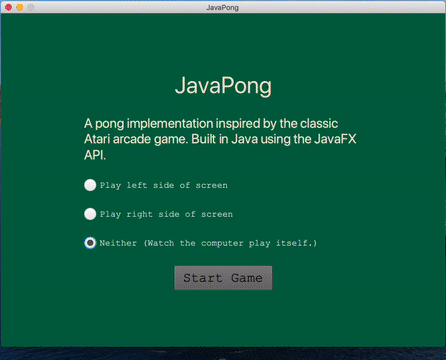 JavaPong
JavaPong
A pong implementation inspired by the classic
Atari arcade game. Built in Java using the JavaFX
API.
Play left side of screen
Play right side of screen
Neither (Watch the computer play itself.)
Start Game